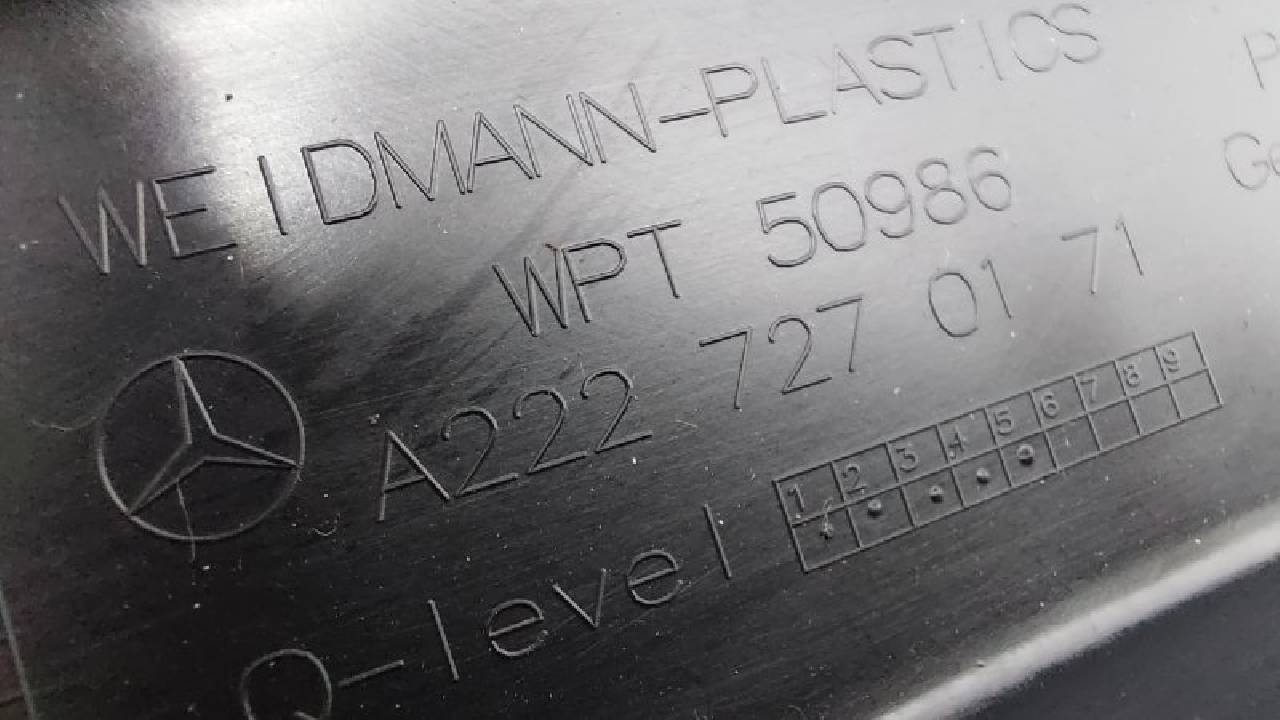 WEIDMANN-PLASTICS
WPT 50986
A222 727 01 71
Q-level
1 2 3 4 5 6 7 8 9